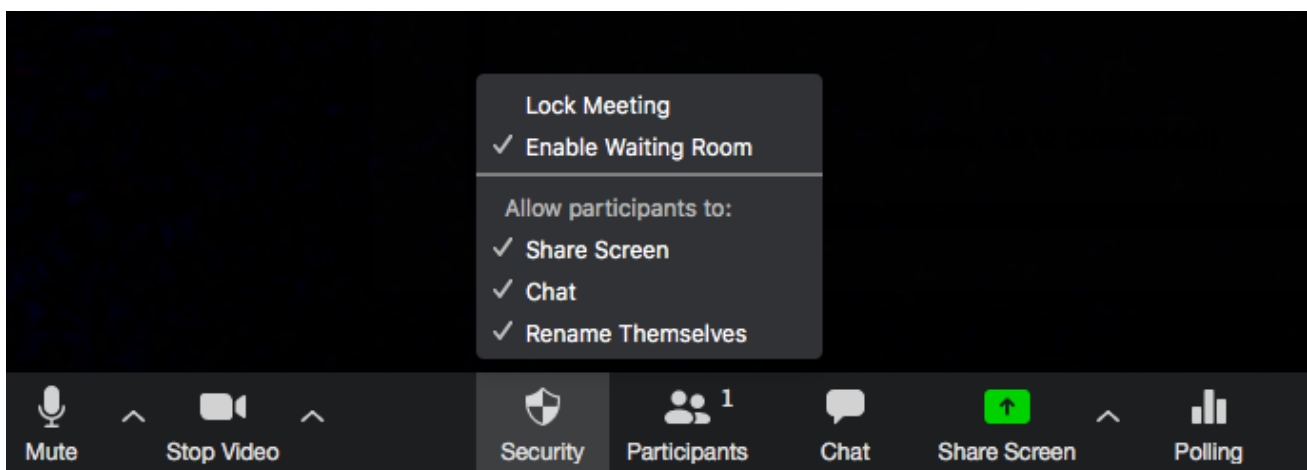 Lock Meeting
✓ Enable Waiting Room
Allow participants to:
✓ Share Screen
✓ Chat
✓ Rename Themselves
1
Mute Stop Video Security Participants Chat Share Screen Polling